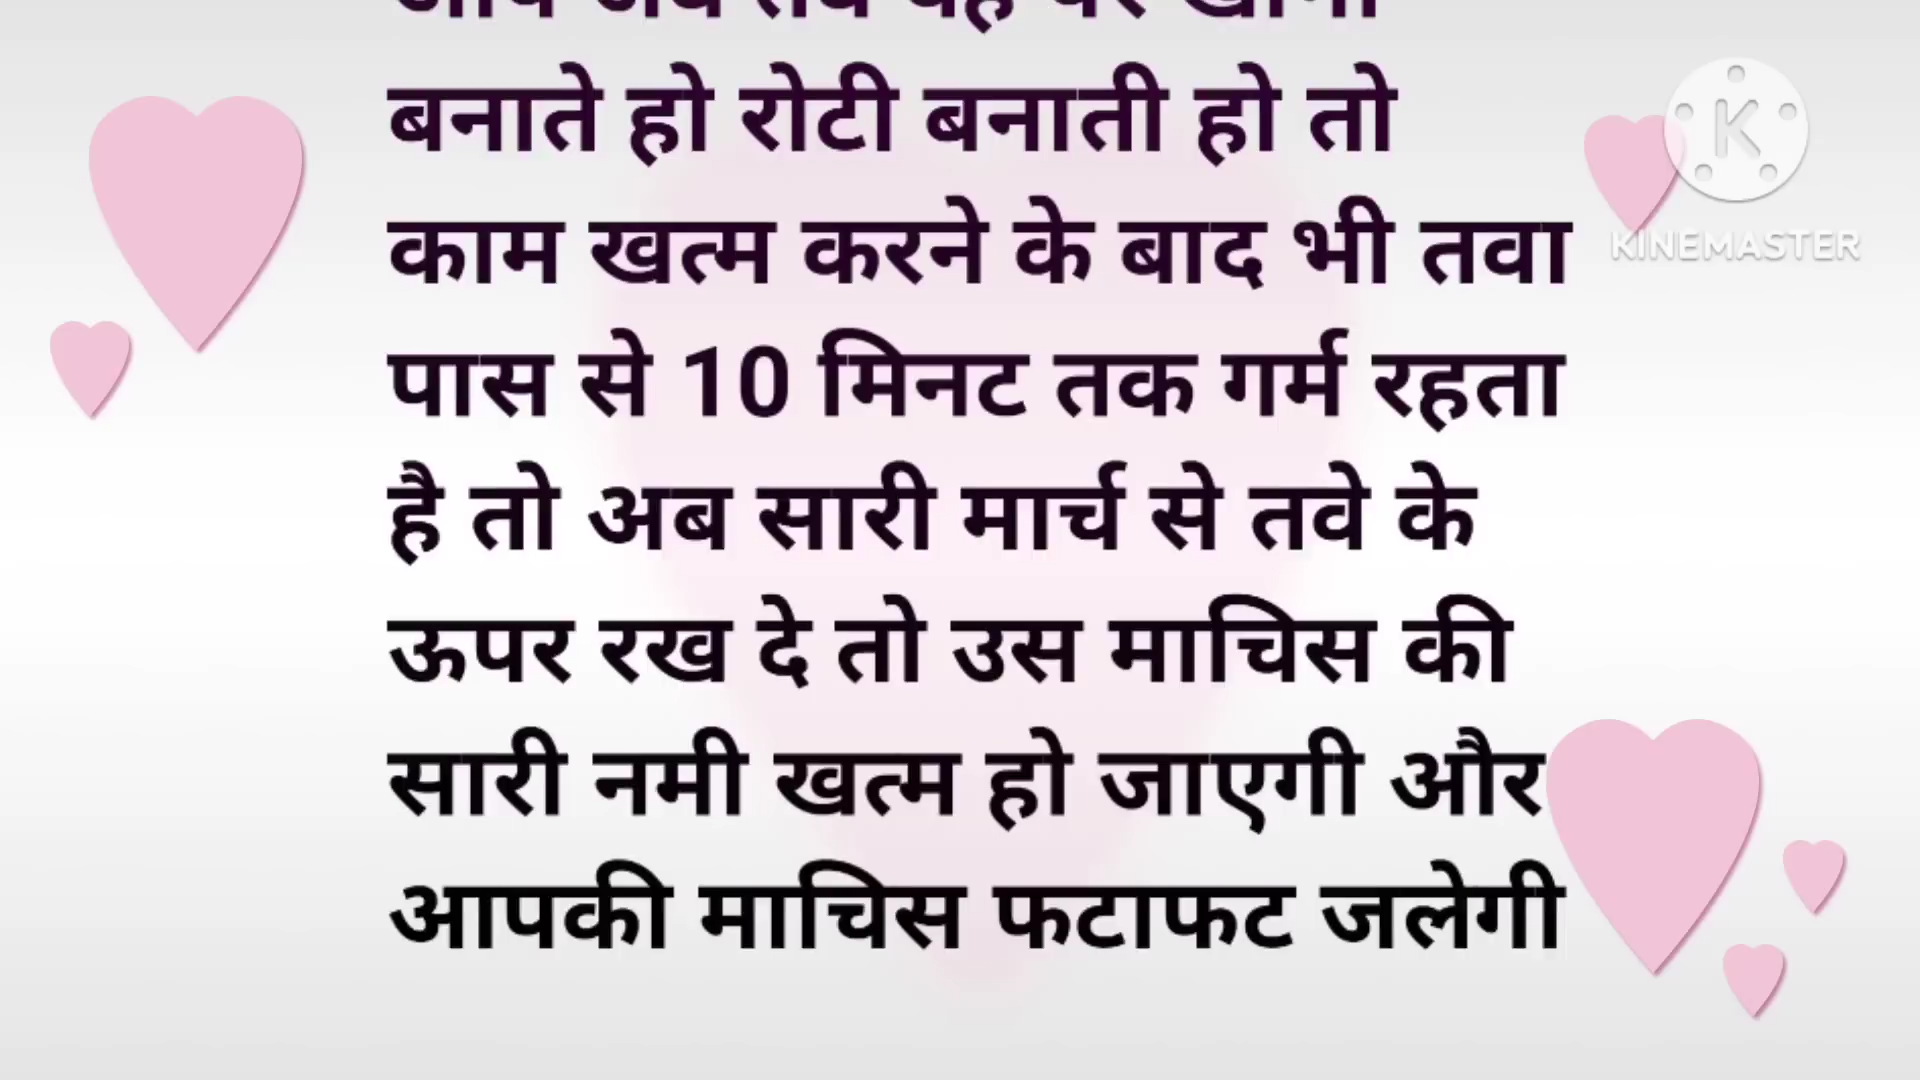 बनाते हो रोटी बनाती हो तो
काम खत्म करने के बाद भी तवा
पास से 10 मिनट तक गर्म रहता
है तो अब सारी मार्च से तवे के
ऊपर रख दे तो उस माचिस की
सारी नमी खत्म हो जाएगी और
आपकी माचिस फटाफट जलेगी
K
KINEMASTER